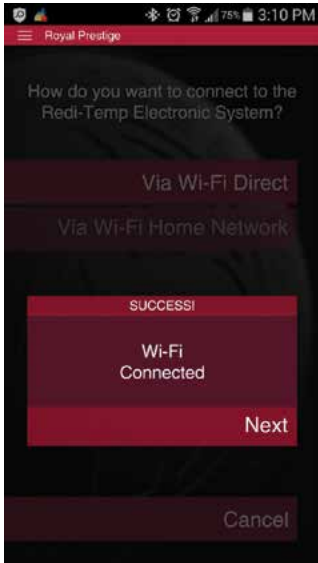 75% 3:10 PM
Royal Prestige
How do you want to connect to the
Redi-Temp Electronic System?
Via Wi-Fi Direct
Via Wi-Fi Home Network
SUCCESS!
Wi-Fi
Connected
Next
Cancel